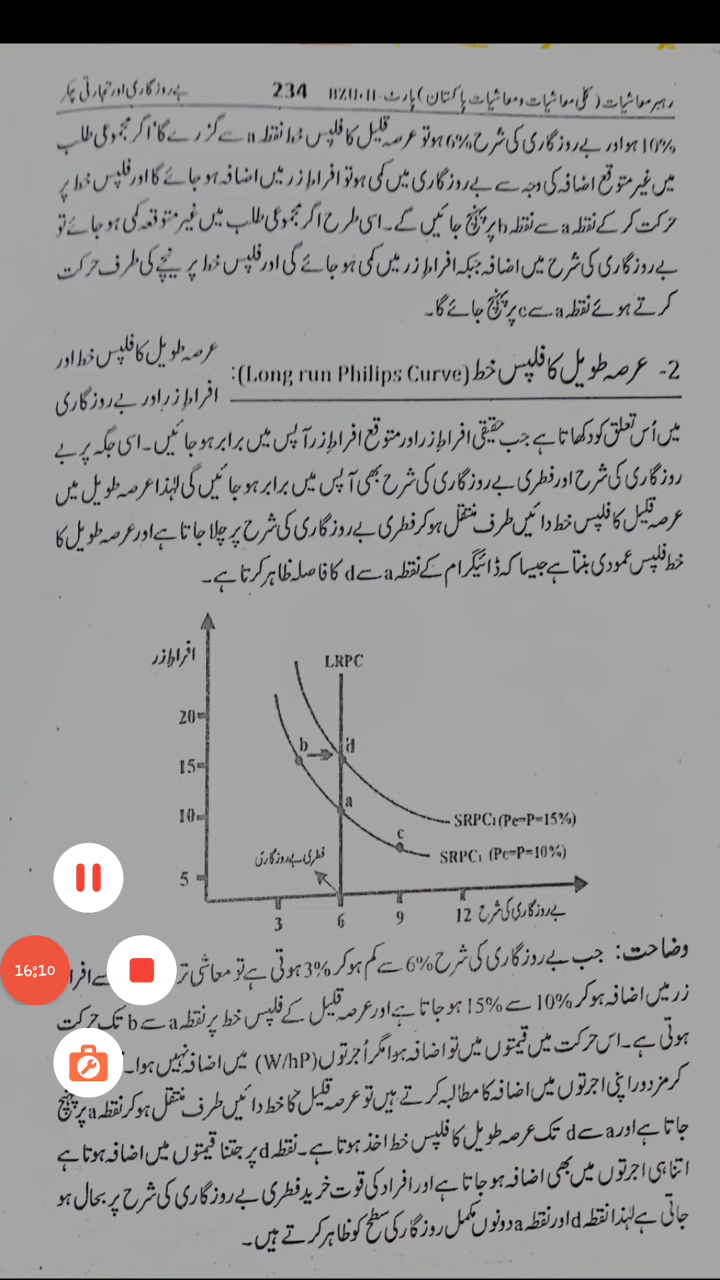 رہبر معاشیات (کلی معاشیات و معاشیات پاکستان) پارٹ-II 234 بے روزگاری اور تجارتی چکر
10% ہو اور بے روزگاری کی شرح 6% ہو تو عرصہ قلیل کا فلپس خط نقطہ a سے گزرے گا' اگر مجموعی طلب
میں غیر متوقع اضافہ کی وجہ سے بے روزگاری میں کمی ہو تو افراط زر میں اضافہ ہو جائے گا اور فلپس خط پر
حرکت کر کے نقطہ a سے نقطہ b پر پہنچ جائیں گے۔ اسی طرح اگر مجموعی طلب میں غیر متوقعہ کمی ہو جائے تو
بے روزگاری کی شرح میں اضافہ جبکہ افراط زر میں کمی ہو جائے گی اور فلپس خط پر نیچے کی طرف حرکت
کرتے ہوئے نقطہ a سے c پر پہنچ جائے گا۔
2- عرصہ طویل کا فلپس خط (Long run Philips Curve): عرصہ طویل کا فلپس خط اور
افراط زر اور بے روزگاری
میں اُس تعلق کو دکھاتا ہے جب حقیقی افراط زر اور متوقع افراط زر آپس میں برابر ہو جائیں۔ اسی جگہ پر بے
روزگاری کی شرح اور فطری بے روزگاری کی شرح بھی آپس میں برابر ہو جائیں گی لہٰذا عرصہ طویل میں
عرصہ قلیل کا فلپس خط دائیں طرف منتقل ہو کر فطری بے روزگاری کی شرح پر چلا جاتا ہے اور عرصہ طویل کا
خط فلپس عمودی بنتا ہے جیسا کہ ڈائیگرام کے نقطہ a سے d کا فاصلہ ظاہر کرتا ہے۔
افراط زر
LRPC
20
b
d
15
a
10
SRPC₂ (Pe=P=15%)
c
SRPC₁ (Pe=P=10%)
فطری بے روزگاری
5
3 6 9 12 بے روزگاری کی شرح
وضاحت: جب بے روزگاری کی شرح 6% سے کم ہو کر 3% ہوتی ہے تو معاشی سے افراط
زر میں اضافہ ہو کر 10% سے 15% ہو جاتا ہے اور عرصہ قلیل کے فلپس خط پر نقطہ a سے b تک حرکت
16:10
ہوتی ہے۔ اس حرکت میں قیمتوں میں تو اضافہ ہوا مگر اُجرتوں (W/hP) میں اضافہ نہیں ہوا۔
کر مزدور اپنی اجرتوں میں اضافہ کا مطالبہ کرتے ہیں تو عرصہ قلیل کا خط دائیں طرف منتقل ہو کر نقطہ a پر پہنچ
جاتا ہے اور a سے d تک عرصہ طویل کا فلپس خط اخذ ہوتا ہے۔ نقطہ d پر جتنا قیمتوں میں اضافہ ہوتا ہے
اتنا ہی اجرتوں میں بھی اضافہ ہو جاتا ہے اور افراد کی قوت خرید فطری بے روزگاری کی شرح پر بحال ہو
جاتی ہے لہٰذا نقطہ d اور نقطہ a دونوں مکمل روزگار کی سطح کو ظاہر کرتے ہیں۔